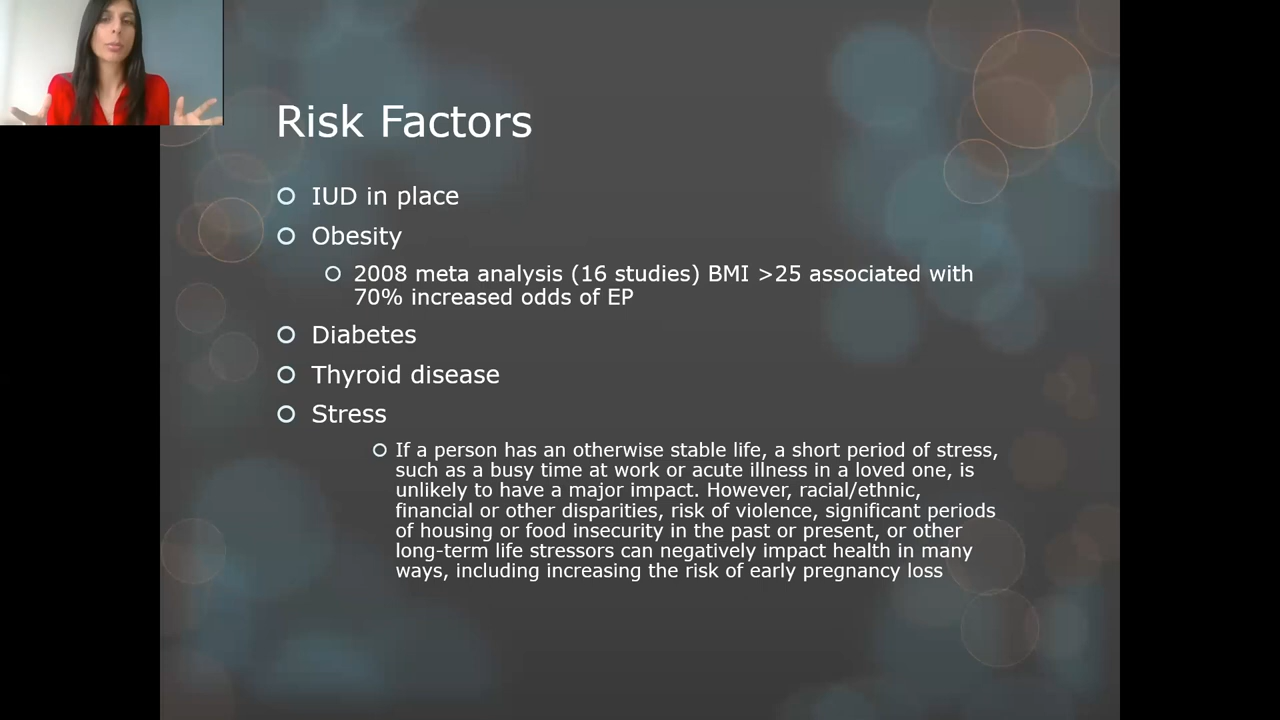 Risk Factors
IUD in place
Obesity
2008 meta analysis (16 studies) BMI >25 associated with
70% increased odds of EP
Diabetes
Thyroid disease
Stress
If a person has an otherwise stable life, a short period of stress,
such as a busy time at work or acute illness in a loved one, is
unlikely to have a major impact. However, racial/ethnic,
financial or other disparities, risk of violence, significant periods
of housing or food insecurity in the past or present, or other
long-term life stressors can negatively impact health in many
ways, including increasing the risk of early pregnancy loss